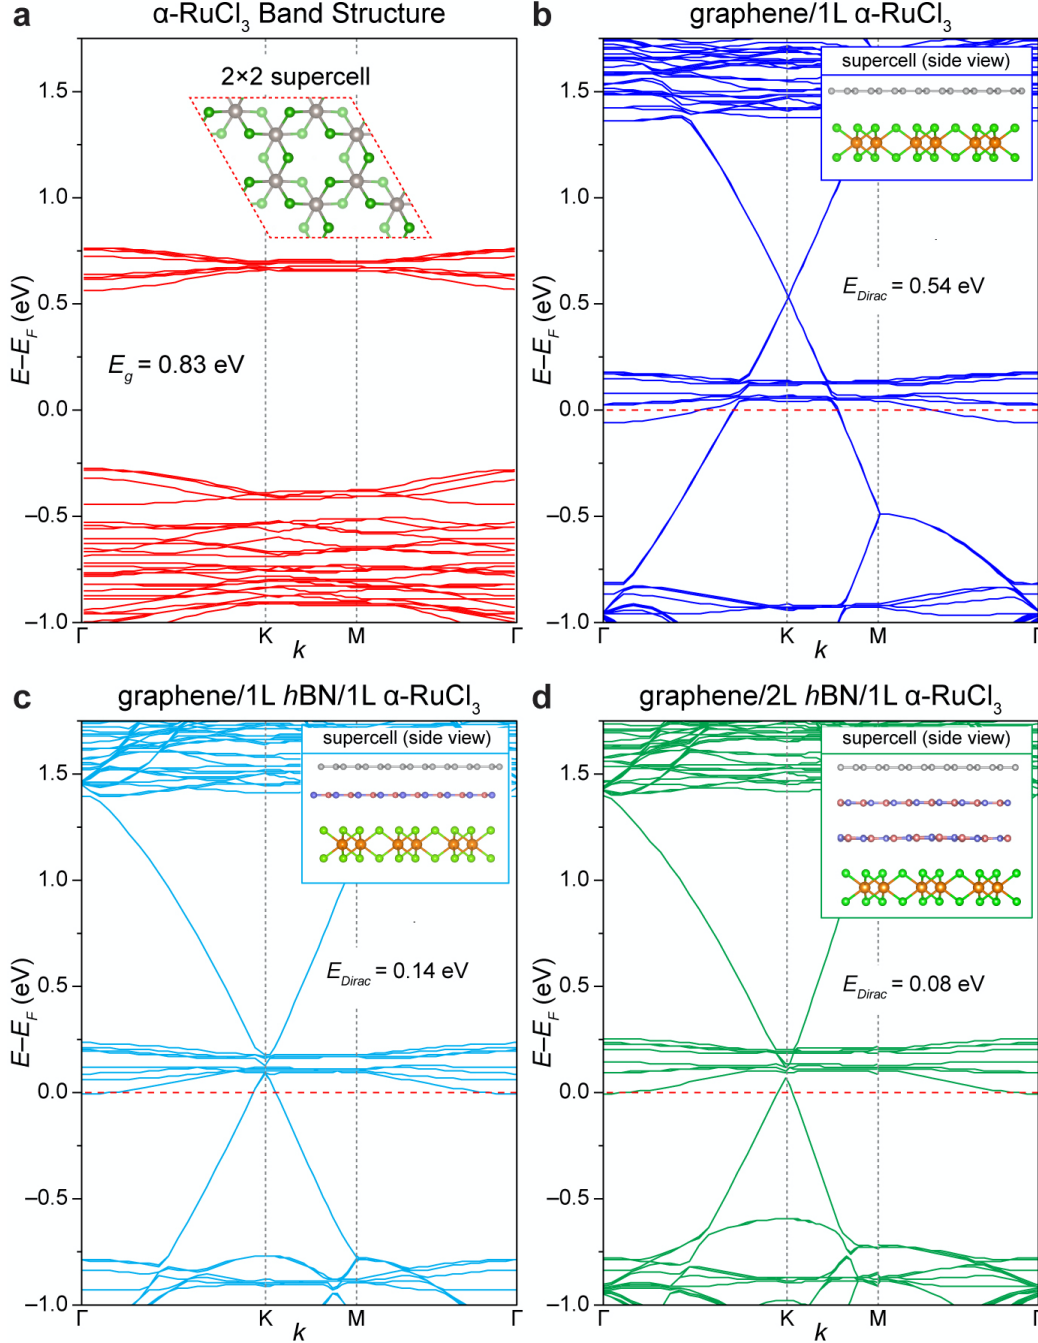 a α-RuCl3 Band Structure
2×2 supercell
1.5
1.0
0.5
0.0
–0.5
–1.0
E–EF (eV)
Eg = 0.83 eV
Γ K M Γ
k
b graphene/1L α-RuCl3
supercell (side view)
1.5
1.0
0.5
0.0
–0.5
–1.0
E–EF (eV)
EDirac = 0.54 eV
Γ K M Γ
k
c graphene/1L hBN/1L α-RuCl3
supercell (side view)
1.5
1.0
0.5
0.0
–0.5
–1.0
E–EF (eV)
EDirac = 0.14 eV
Γ K M Γ
k
d graphene/2L hBN/1L α-RuCl3
supercell (side view)
1.5
1.0
0.5
0.0
–0.5
–1.0
E–EF (eV)
EDirac = 0.08 eV
Γ K M Γ
k